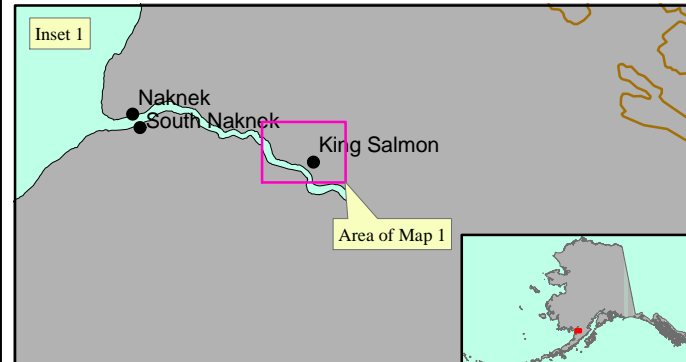 Inset 1
Naknek
South Naknek
King Salmon
Area of Map 1